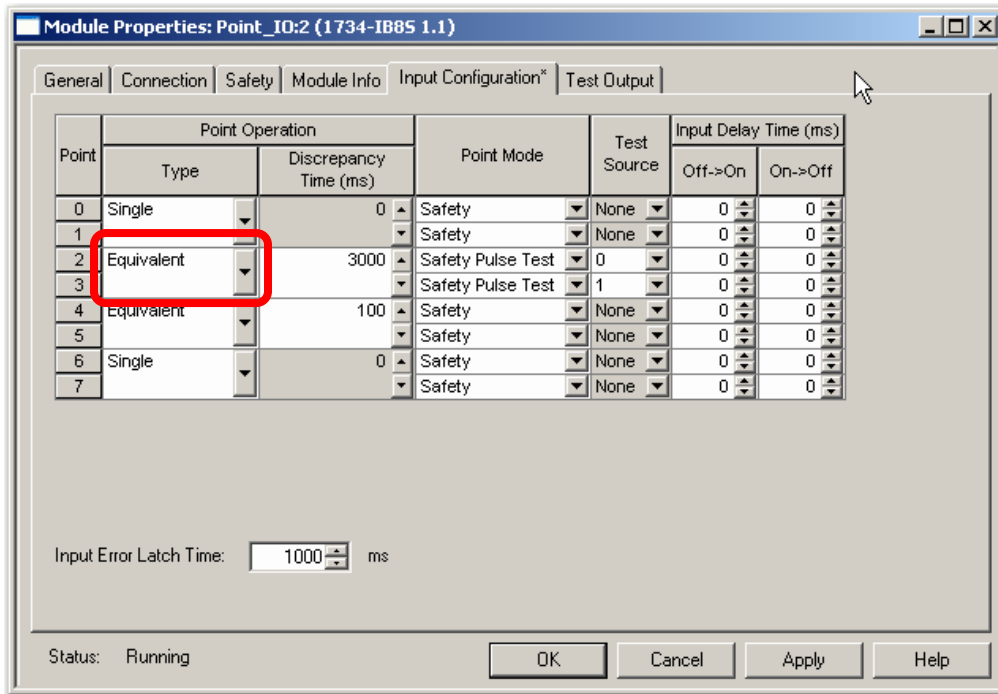 Module Properties: Point_IO:2 (1734-IB8S 1.1)
General Connection Safety Module Info Input Configuration* Test Output
Point Point Operation Point Mode Test Source Input Delay Time (ms)
Type Discrepancy Time (ms) Off->On On->Off
0 Single 0 Safety None 0 0
1 Safety None 0 0
2 Equivalent 3000 Safety Pulse Test 0 0 0
3 Safety Pulse Test 1 0 0
4 Equivalent 100 Safety None 0 0
5 Safety None 0 0
6 Single 0 Safety None 0 0
7 Safety None 0 0
Input Error Latch Time: 1000 ms
Status: Running OK Cancel Apply Help